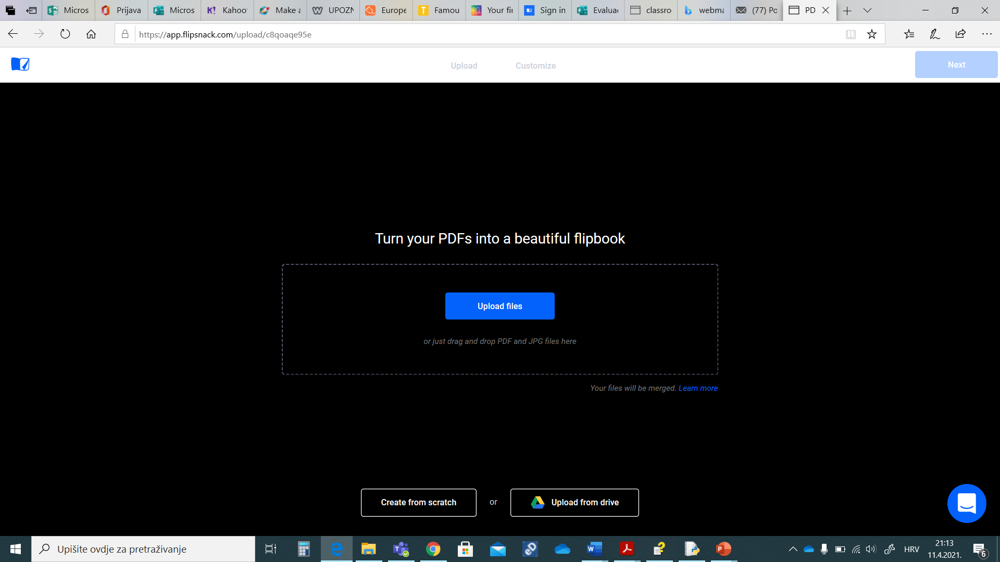 Micros
Prijava
Micros
Kahoo
Make a
UPOZN
Europe
Famou
Your fli
Sign in
Evaluac
classro
webma
(77) Po
PD
https://app.flipsnack.com/upload/c8qoaqe95e
Upload
Customize
Next
Turn your PDFs into a beautiful flipbook
Upload files
or just drag and drop PDF and JPG files here
Your files will be merged. Learn more
Create from scratch
or
Upload from drive
Upišite ovdje za pretraživanje
HRV
21:13
11.4.2021.
6